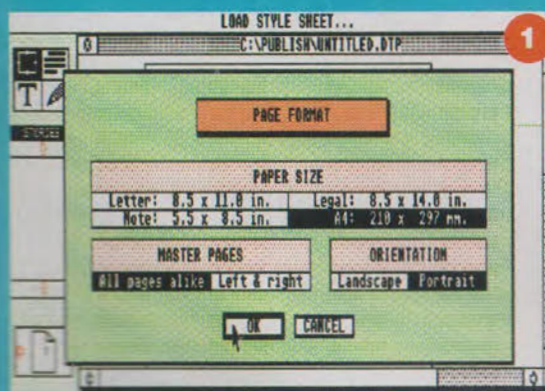 LOAD STYLE SHEET...
1
C:\PUBLISH\UNTITLED.DTP
T
STORIES
PAGE FORMAT
PAPER SIZE
Letter: 8.5 x 11.0 in. Legal: 8.5 x 14.0 in.
Note: 5.5 x 8.5 in. A4: 210 x 297 mm.
MASTER PAGES ORIENTATION
All pages alike Left & right Landscape Portrait
OK CANCEL